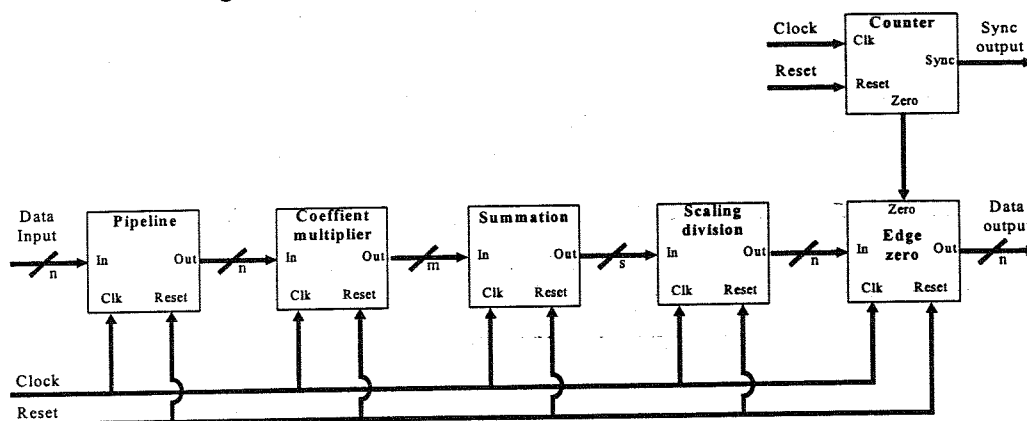 Counter
Clock
Clk
Sync
output
Sync
Reset
Reset
Zero
Data
Input
n
Pipeline
In
Out
Clk
Reset
n
Coeffient
multiplier
In
Out
Clk
Reset
m
Summation
In
Out
Clk
Reset
s
Scaling
division
In
Out
Clk
Reset
n
Zero
Edge
zero
In
Out
Clk
Reset
Data
output
n
Clock
Reset